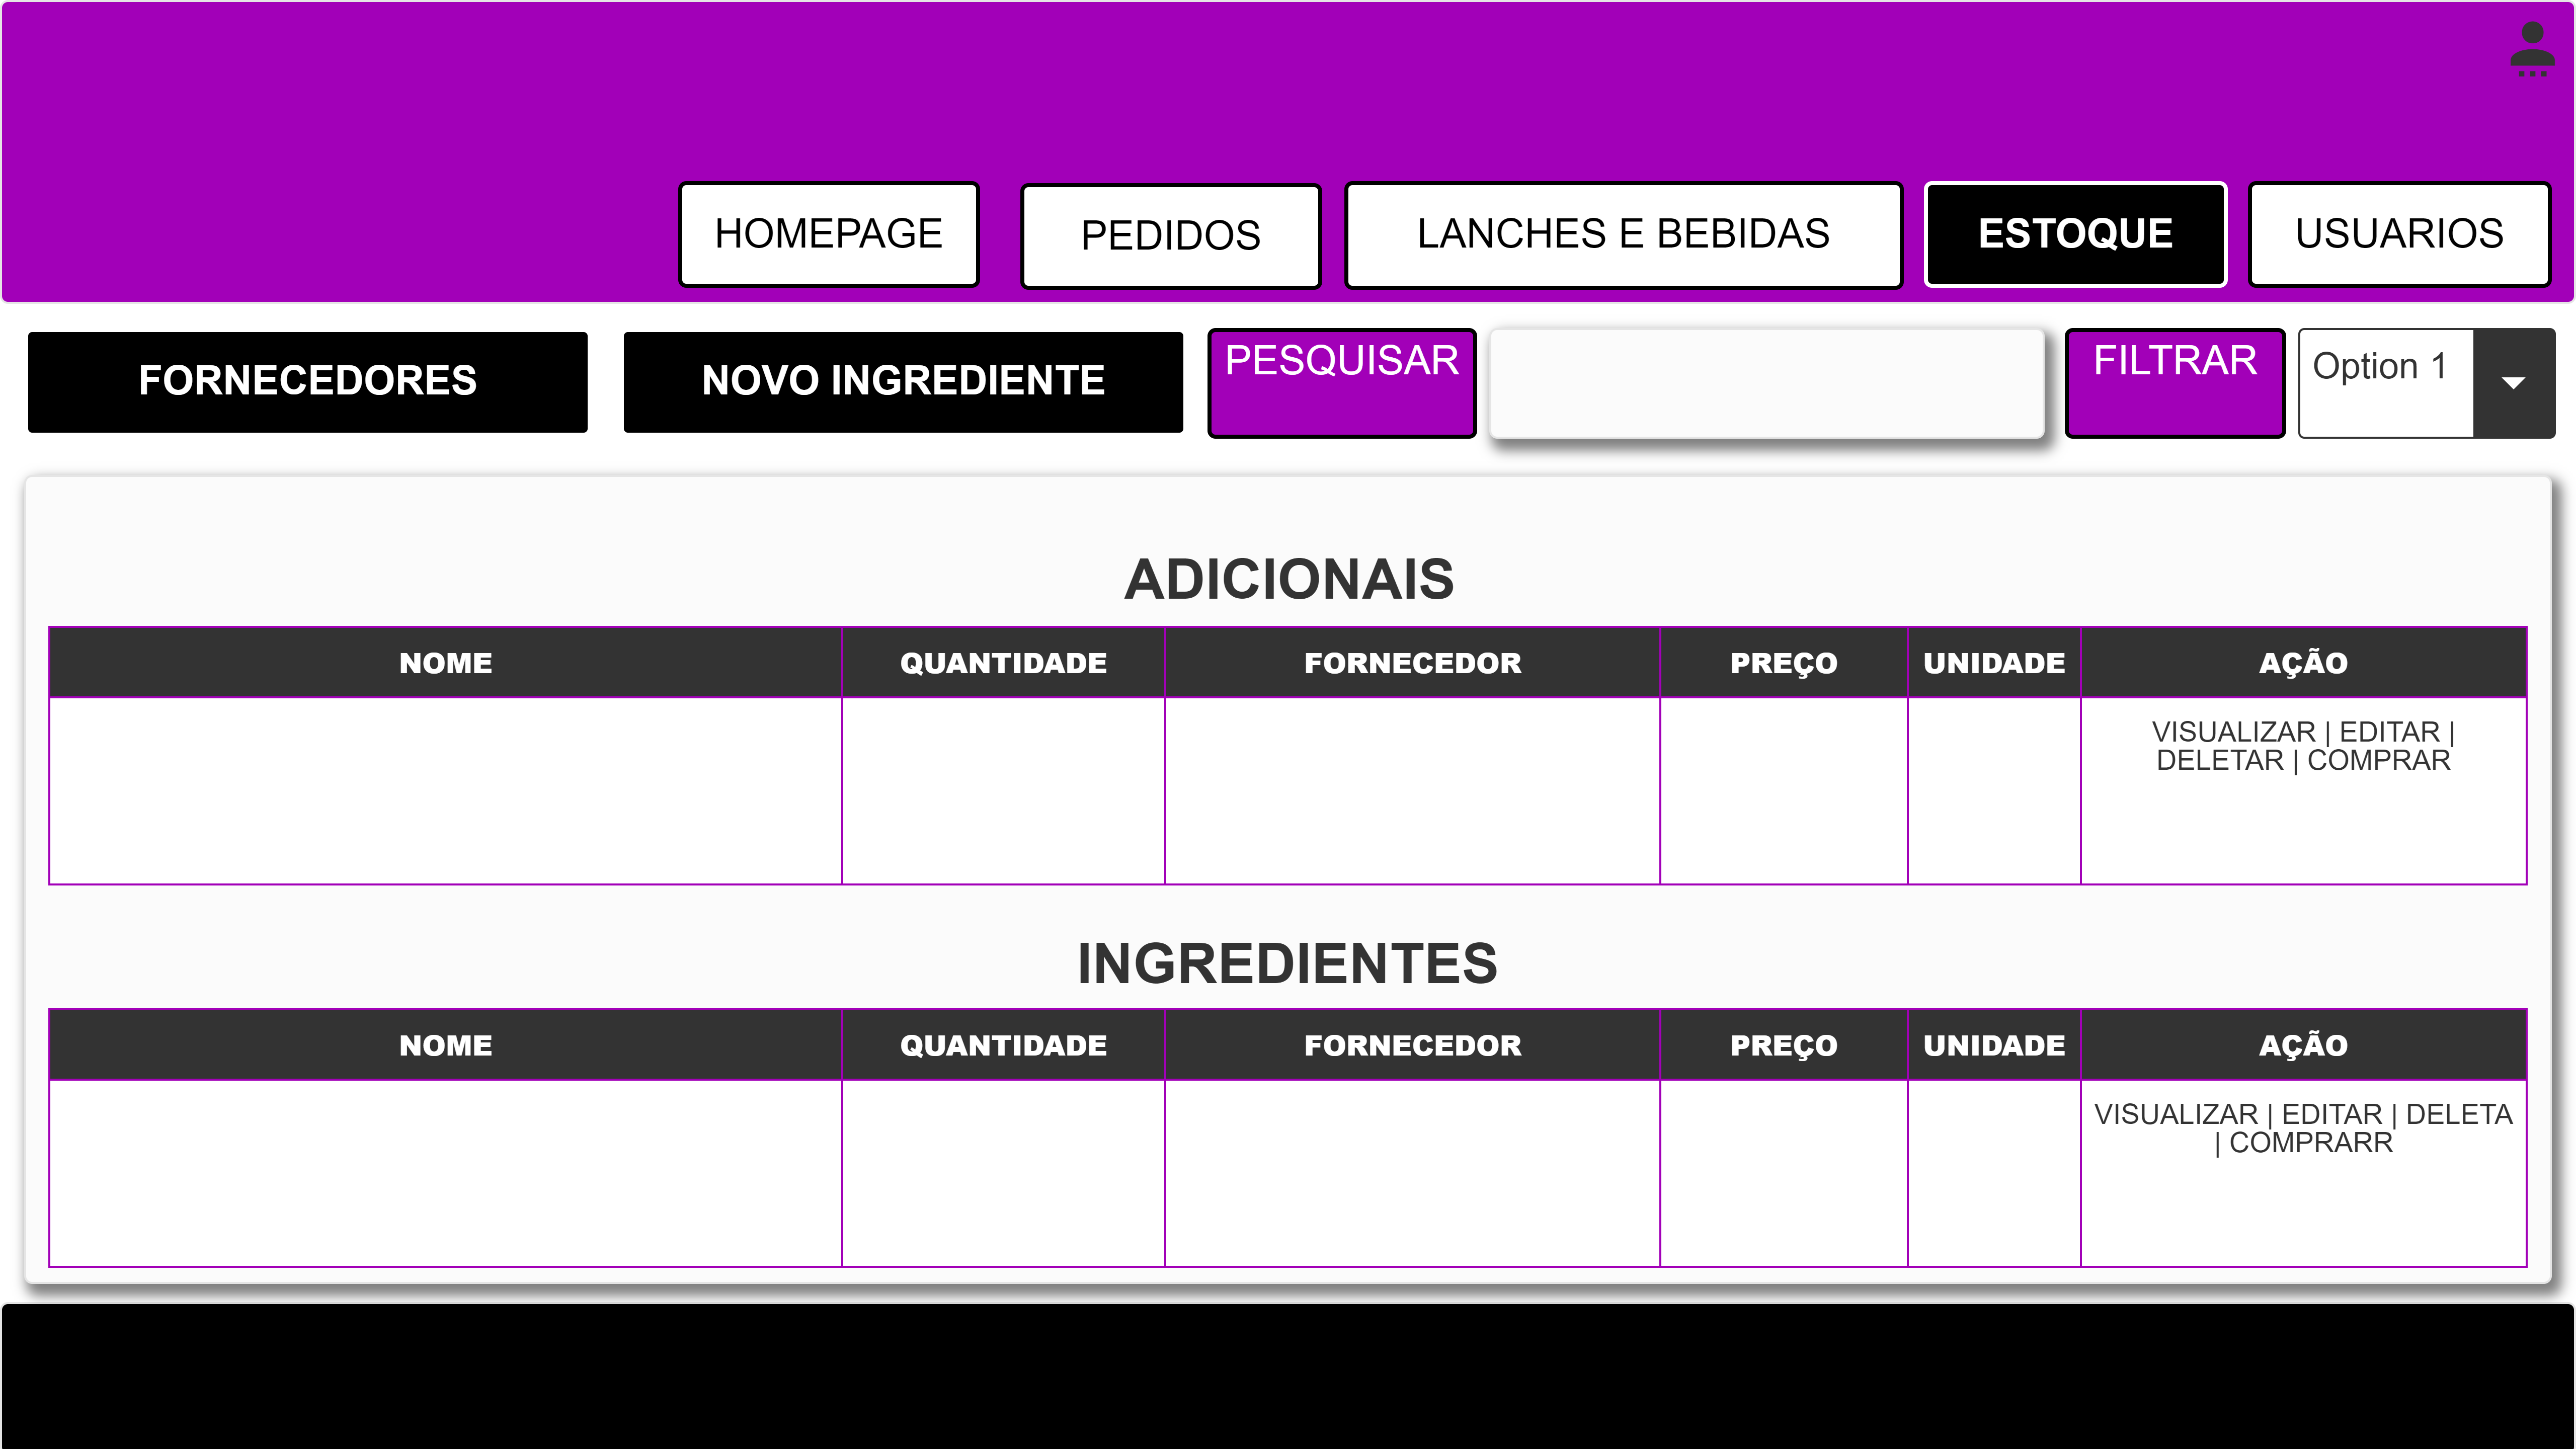 HOMEPAGE
PEDIDOS
LANCHES E BEBIDAS
ESTOQUE
USUARIOS
FORNECEDORES
NOVO INGREDIENTE
PESQUISAR
FILTRAR
Option 1
ADICIONAIS
NOME
QUANTIDADE
FORNECEDOR
PREÇO
UNIDADE
AÇÃO
VISUALIZAR | EDITAR |
DELETAR | COMPRAR
INGREDIENTES
NOME
QUANTIDADE
FORNECEDOR
PREÇO
UNIDADE
AÇÃO
VISUALIZAR | EDITAR | DELETA
| COMPRARR